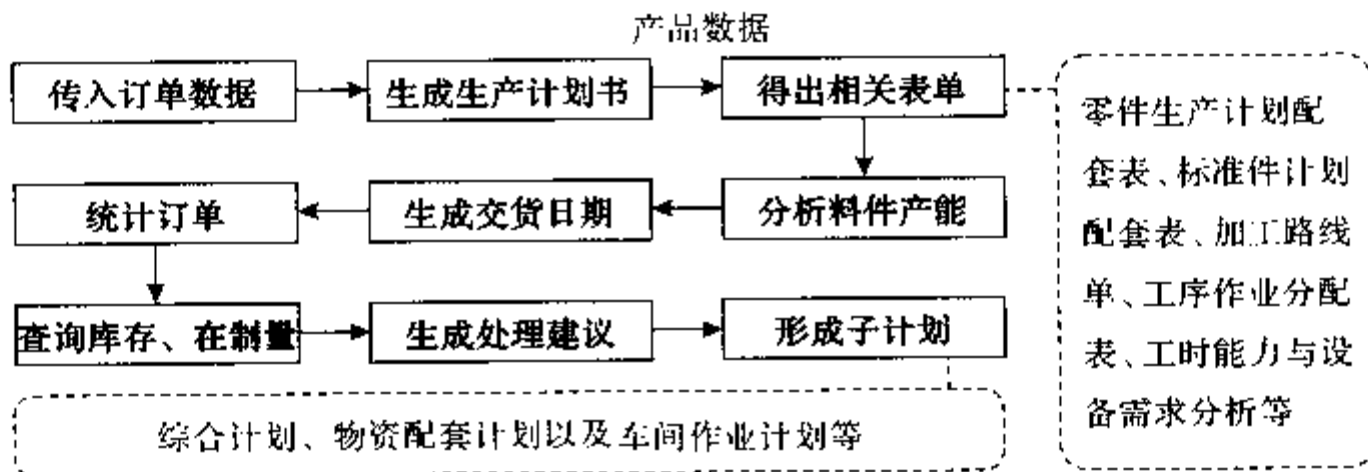 产品数据
传入订单数据
生成生产计划书
得出相关表单
零件生产计划配
套表、标准件计划
配套表、加工路线
单、工序作业分配
表、工时能力与设
备需求分析等
分析料件产能
生成交货日期
统计订单
查询库存、在制量
生成处理建议
形成子计划
综合计划、物资配套计划以及车间作业计划等